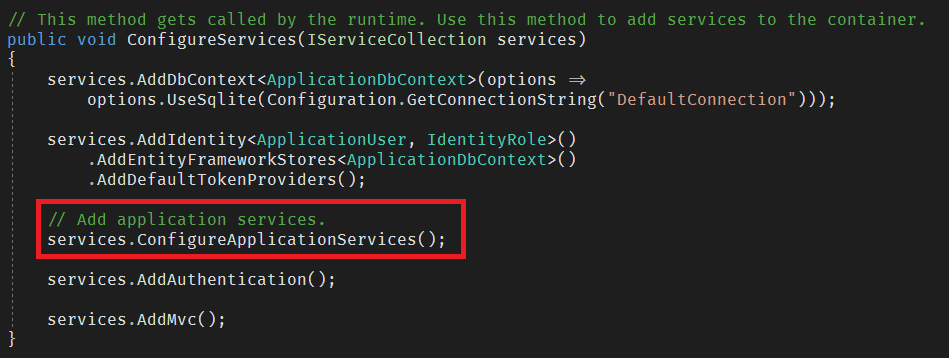 // This method gets called by the runtime. Use this method to add services to the container.
public void ConfigureServices(IServiceCollection services)
{
    services.AddDbContext<ApplicationDbContext>(options =>
        options.UseSqlite(Configuration.GetConnectionString("DefaultConnection")));
    services.AddIdentity<ApplicationUser, IdentityRole>()
        .AddEntityFrameworkStores<ApplicationDbContext>()
        .AddDefaultTokenProviders();
    // Add application services.
    services.ConfigureApplicationServices();
    services.AddAuthentication();
    services.AddMvc();
}